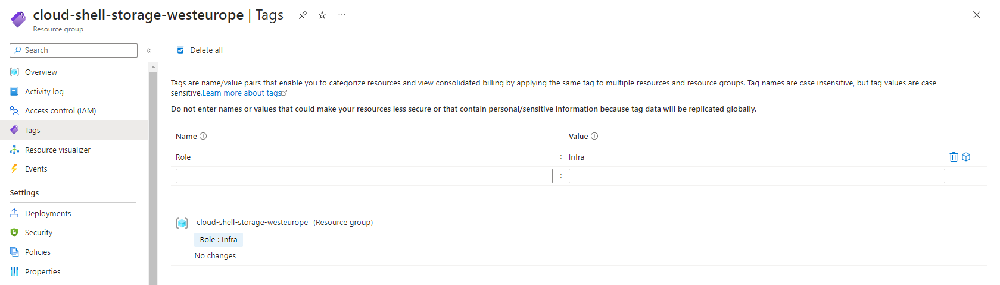 cloud-shell-storage-westeurope | Tags
Resource group
Search
Overview
Activity log
Access control (IAM)
Tags
Resource visualizer
Events
Settings
Deployments
Security
Policies
Properties
Delete all
Tags are name/value pairs that enable you to categorize resources and view consolidated billing by applying the same tag to multiple resources and resource groups. Tag names are case insensitive, but tag values are case
sensitive.Learn more about tags
Do not enter names or values that could make your resources less secure or that contain personal/sensitive information because tag data will be replicated globally.
Name Value
Role : Infra
:
cloud-shell-storage-westeurope (Resource group)
Role : Infra
No changes